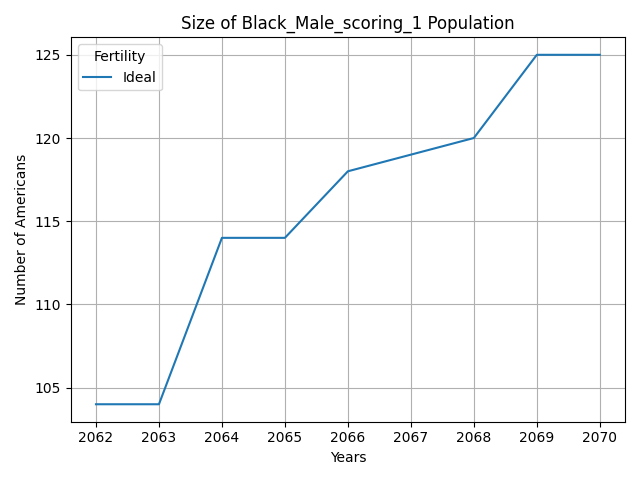 Size of Black_Male_scoring_1 Population
Fertility
Ideal
Number of Americans
125
120
115
110
105
2062 2063 2064 2065 2066 2067 2068 2069 2070
Years